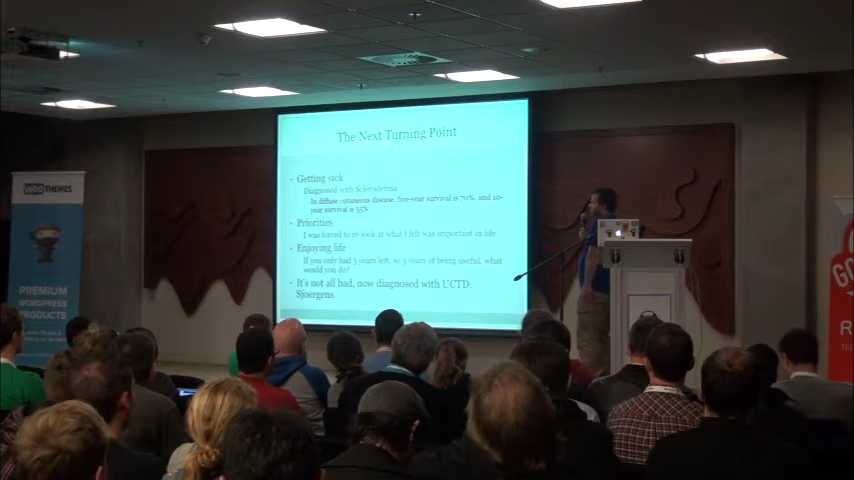 The Next Turning Point
Getting sick
Diagnosed with Scleroderma
In diffuse cutaneous disease, five-year survival is 70%, and 10-
year survival is 55%
Priorities
I was forced to re-look at what I felt was important in life
Enjoying life
If you only had 5 years left, so 3 years of being useful, what
would you do?
It's not all bad, now diagnosed with UCTD,
Sjoergens
WOOTHEMES
PREMIUM
WORDPRESS
PRODUCTS